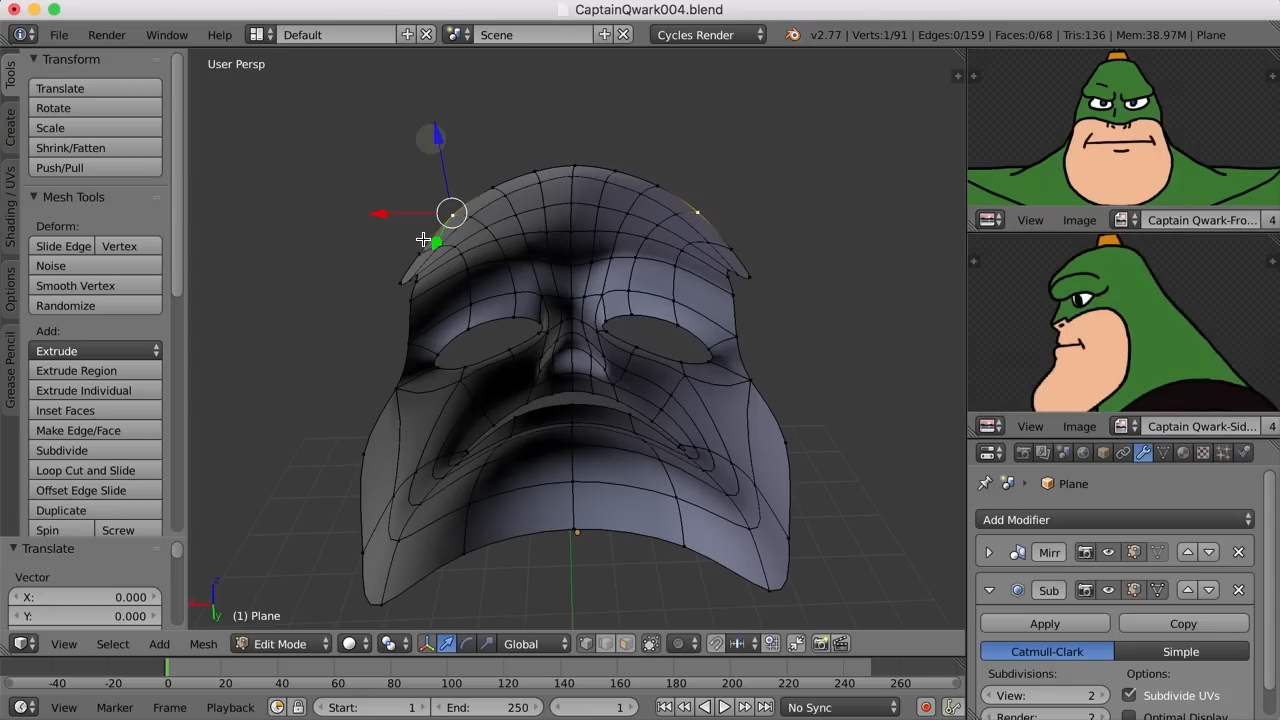 CaptainQwark004.blend
File Render Window Help Default Scene Cycles Render v2.77 | Verts:1/91 | Edges:0/159 | Faces:0/68 | Tris:136 | Mem:38.97M | Plane
Tools
Create
Shading / UVs
Options
Grease Pencil
Transform
Translate
Rotate
Scale
Shrink/Fatten
Push/Pull
Mesh Tools
Deform:
Slide Edge Vertex
Noise
Smooth Vertex
Randomize
Add:
Extrude
Extrude Region
Extrude Individual
Inset Faces
Make Edge/Face
Subdivide
Loop Cut and Slide
Offset Edge Slide
Duplicate
Spin Screw
Translate
Vector
X: 0.000
Y: 0.000
User Persp
z
y
(1) Plane
View Select Add Mesh Edit Mode Global
View Image Captain Qwark-Fro... 4
View Image Captain Qwark-Sid... 4
Plane
Add Modifier
Mirr
Sub
Apply Copy
Catmull-Clark Simple
Subdivisions: Options:
View: 2 Subdivide UVs
Render: 2 Optimal Display
-40 -20 0 20 40 60 80 100 120 140 160 180 200 220 240 260
View Marker Frame Playback Start: 1 End: 250 1 No Sync